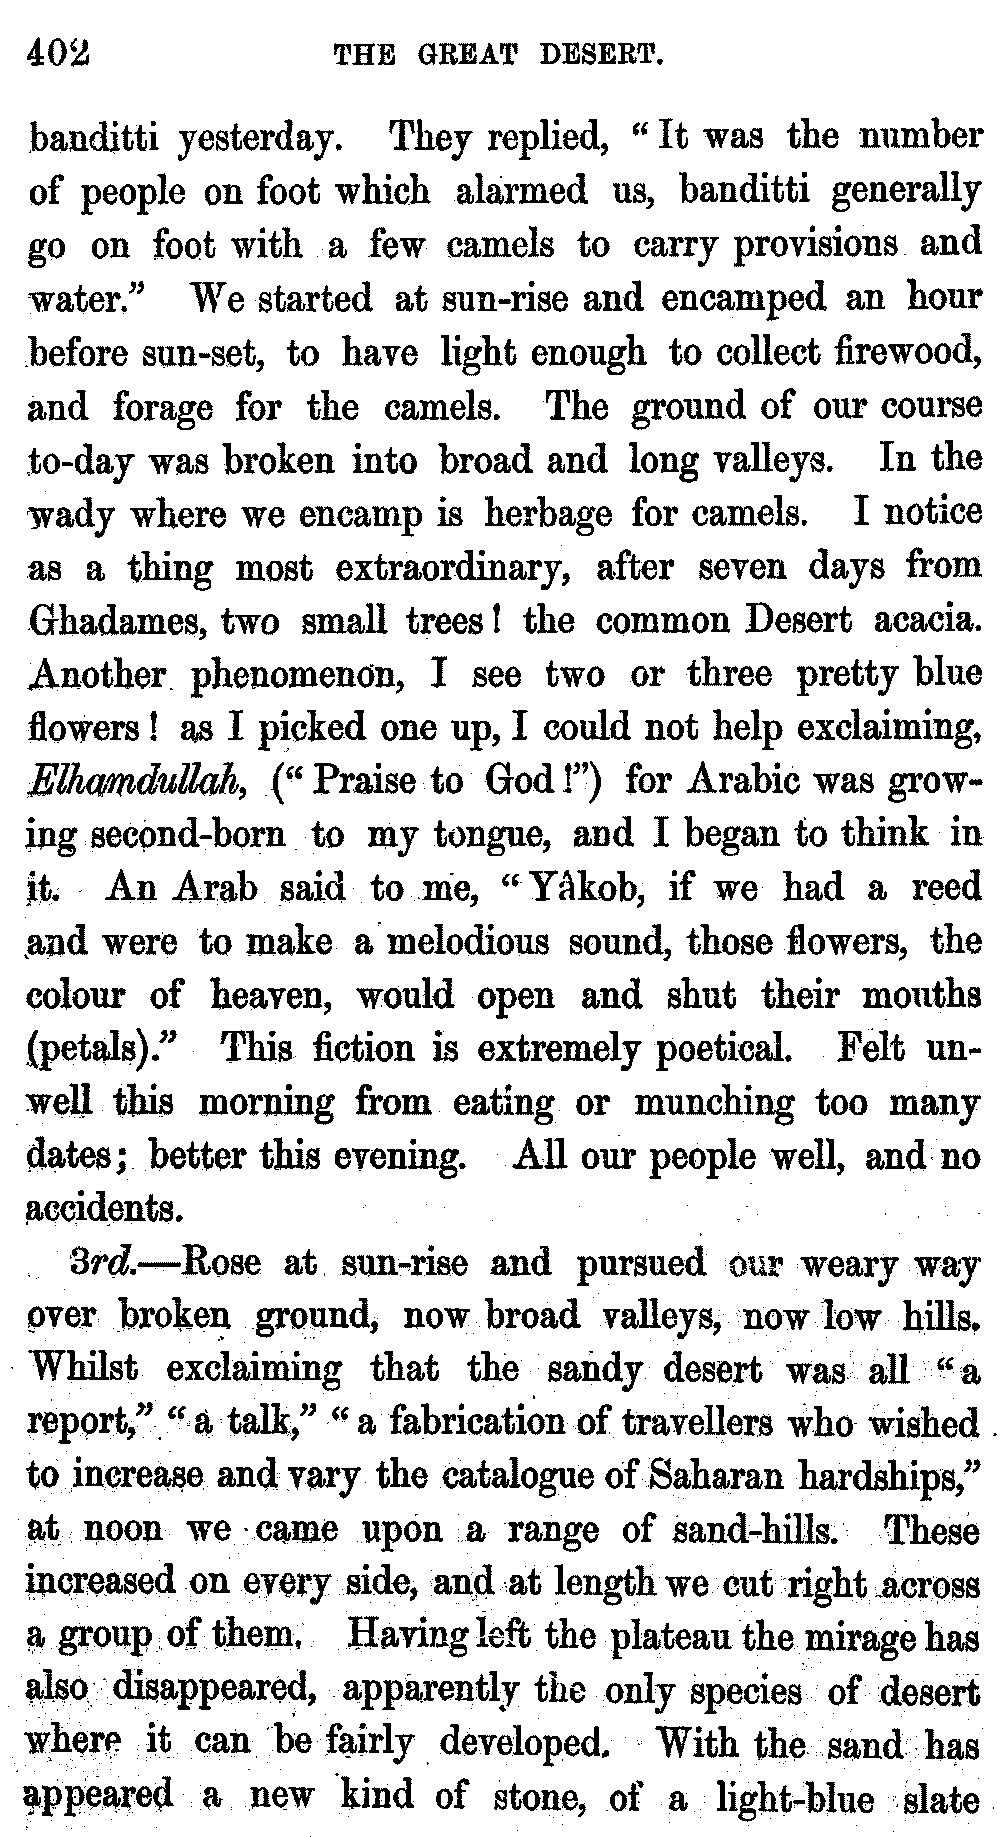 402 THE GREAT DESERT.
banditti yesterday. They replied, “It was the number
of people on foot which alarmed us, banditti generally
go on foot with a few camels to carry provisions and
water.” We started at sun-rise and encamped an hour
before sun-set, to have light enough to collect firewood,
and forage for the camels. The ground of our course
to-day was broken into broad and long valleys. In the
wady where we encamp is herbage for camels. I notice
as a thing most extraordinary, after seven days from
Ghadames, two small trees! the common Desert acacia.
Another phenomenon, I see two or three pretty blue
flowers! as I picked one up, I could not help exclaiming,
Elhamdullah, (“Praise to God!”) for Arabic was grow-
ing second-born to my tongue, and I began to think in
it. An Arab said to me, “Yâkob, if we had a reed
and were to make a melodious sound, those flowers, the
colour of heaven, would open and shut their mouths
(petals).” This fiction is extremely poetical. Felt un-
well this morning from eating or munching too many
dates; better this evening. All our people well, and no
accidents.
3rd.—Rose at sun-rise and pursued our weary way
over broken ground, now broad valleys, now low hills.
Whilst exclaiming that the sandy desert was all “a
report,” “a talk,” “a fabrication of travellers who wished
to increase and vary the catalogue of Saharan hardships,”
at noon we came upon a range of sand-hills. These
increased on every side, and at length we cut right across
a group of them. Having left the plateau the mirage has
also disappeared, apparently the only species of desert
where it can be fairly developed. With the sand has
appeared a new kind of stone, of a light-blue slate